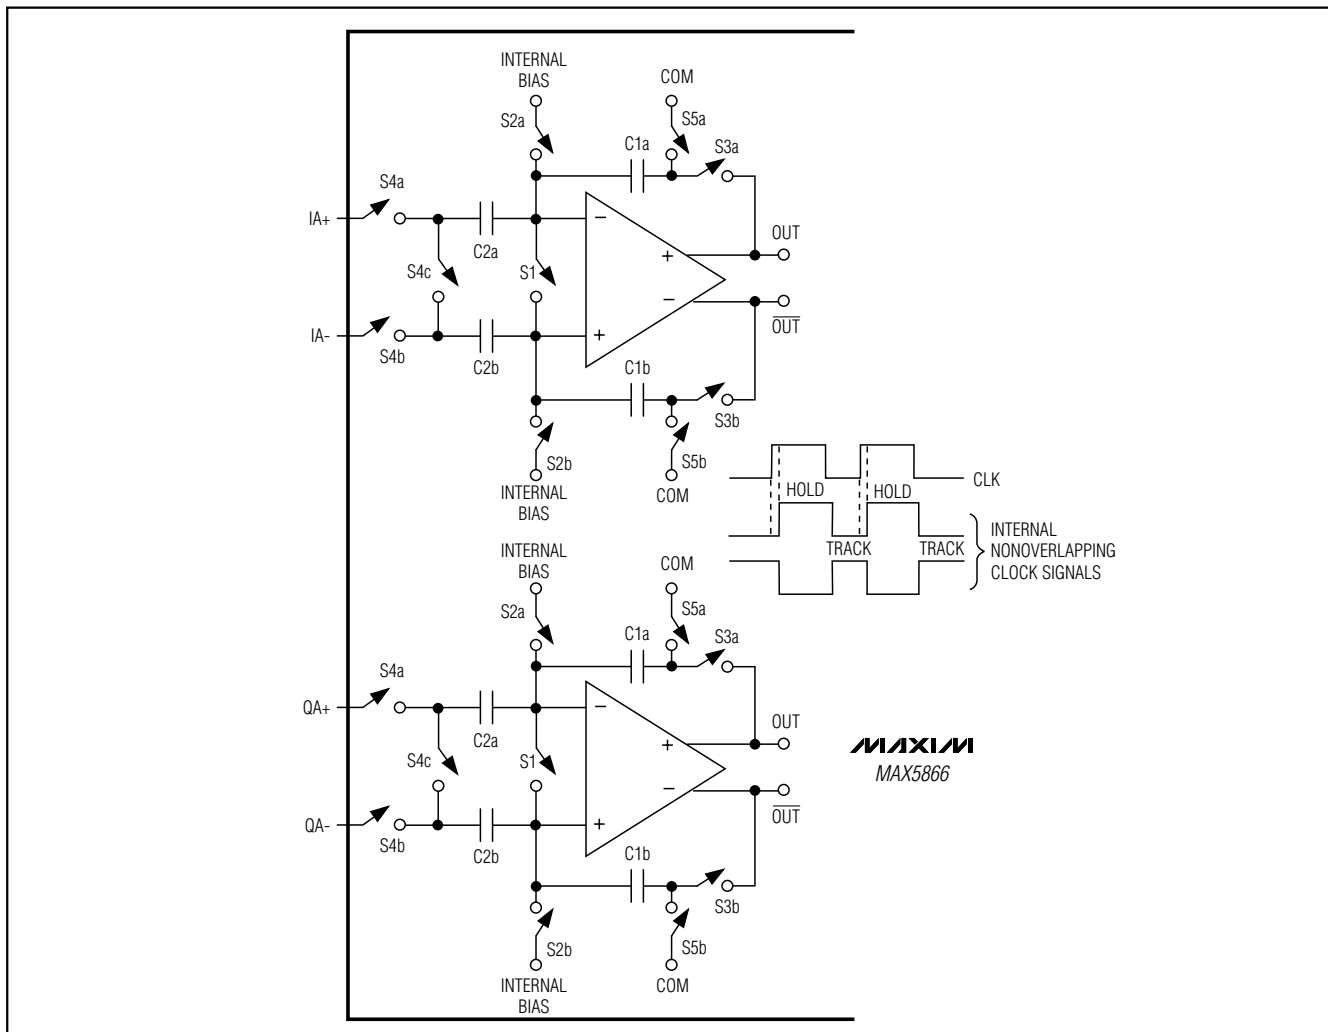 INTERNAL
BIAS
COM
S2a
S5a
C1a
S3a
S4a
IA+
−
OUT
C2a
+
S4c
S1
−
OUT
IA-
+
S4b
C2b
C1b
S3b
S2b
S5b
INTERNAL
BIAS
COM
CLK
HOLD
HOLD
TRACK
TRACK
INTERNAL
NONOVERLAPPING
CLOCK SIGNALS
INTERNAL
BIAS
COM
S2a
S5a
C1a
S3a
S4a
QA+
−
OUT
C2a
+
S4c
S1
−
OUT
QA-
+
S4b
C2b
C1b
S3b
S2b
S5b
INTERNAL
BIAS
COM
MAXIM
MAX5866